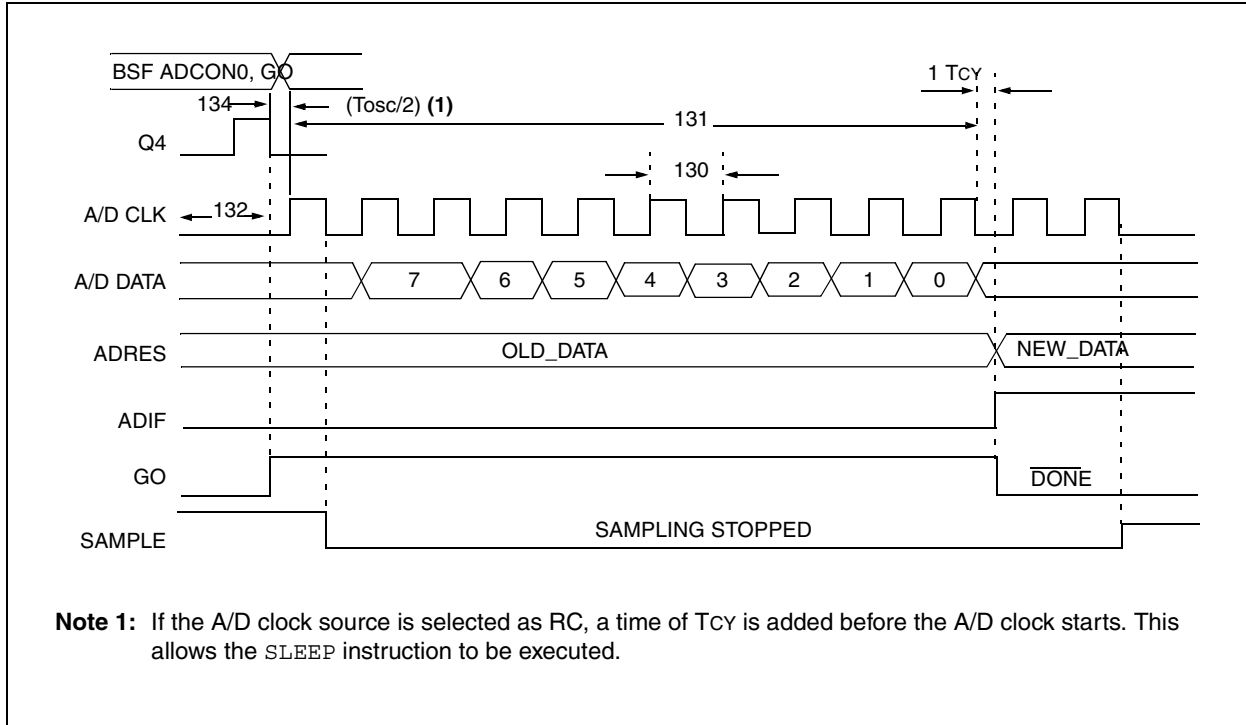 BSF ADCON0, GO
1 TCY
134
(Tosc/2) (1)
131
Q4
130
A/D CLK
132
A/D DATA
7 6 5 4 3 2 1 0
ADRES
OLD_DATA
NEW_DATA
ADIF
GO
DONE
SAMPLE
SAMPLING STOPPED
Note 1: If the A/D clock source is selected as RC, a time of TCY is added before the A/D clock starts. This
allows the SLEEP instruction to be executed.